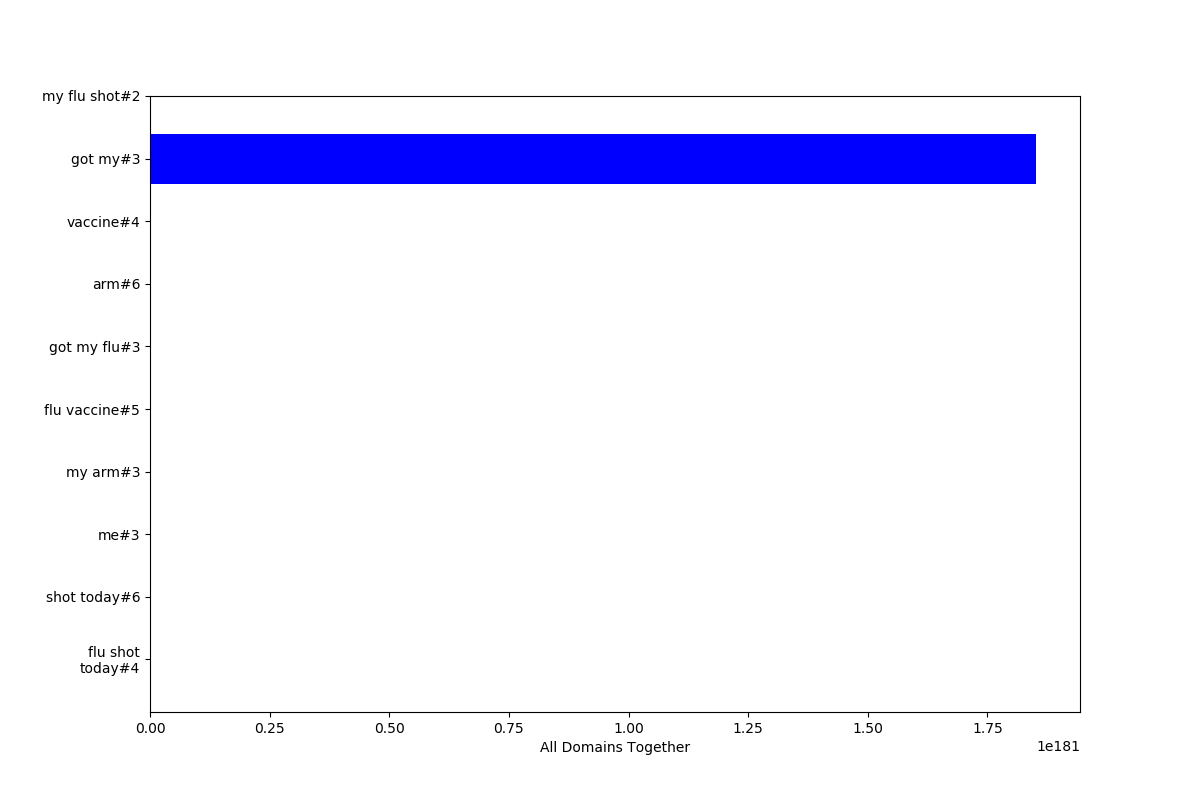 my flu shot#2
got my#3
vaccine#4
arm#6
got my flu#3
flu vaccine#5
my arm#3
me#3
shot today#6
flu shot
today#4
0.00 0.25 0.50 0.75 1.00 1.25 1.50 1.75
All Domains Together
1e181